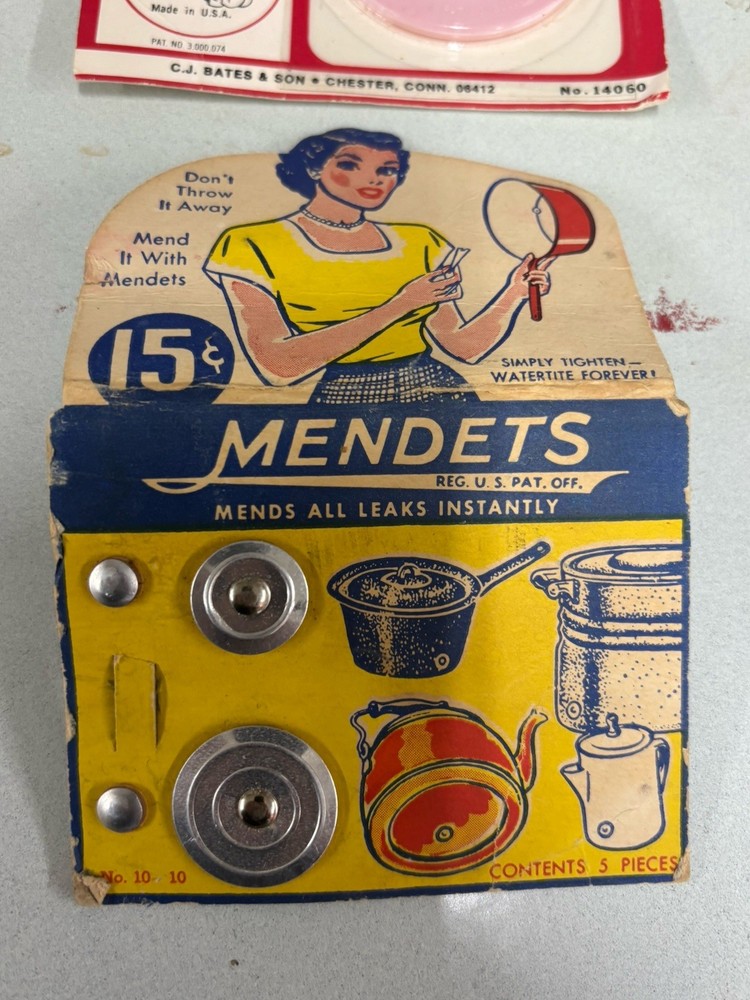 Made in U.S.A.
PAT. NO 3,000,074
C.J. BATES & SON * CHESTER, CONN. 06412 No. 14060
Don't
Throw
It Away
Mend
It With
Mendets
15¢
SIMPLY TIGHTEN—
WATERTITE FOREVER!
MENDETS
REG. U.S. PAT. OFF.
MENDS ALL LEAKS INSTANTLY
No. 10-10
CONTENTS 5 PIECES